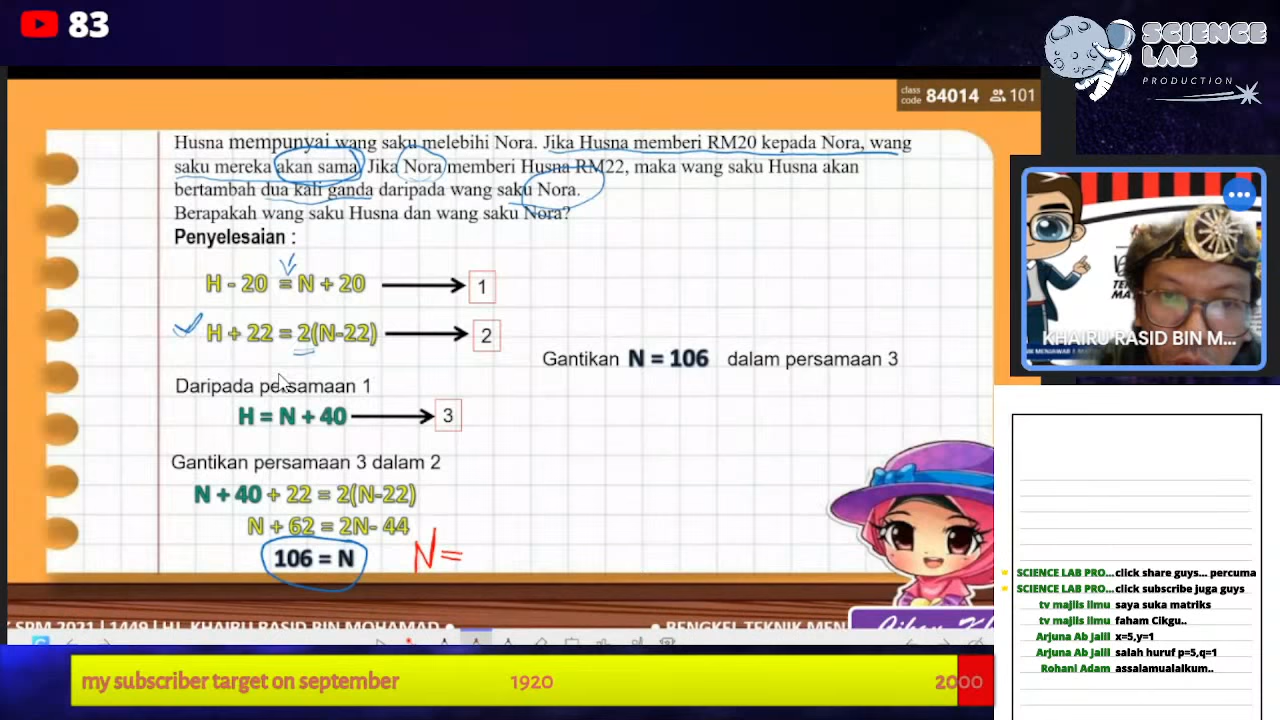 83
SCIENCE
LAB
PRODUCTION
class
code 84014 101
Husna mempunyai wang saku melebihi Nora. Jika Husna memberi RM20 kepada Nora, wang
saku mereka akan sama. Jika Nora memberi Husna RM22, maka wang saku Husna akan
bertambah dua kali ganda daripada wang saku Nora.
Berapakah wang saku Husna dan wang saku Nora?
Penyelesaian :
H - 20 = N + 20 1
H + 22 = 2(N-22) 2
Daripada persamaan 1
H = N + 40 3
Gantikan persamaan 3 dalam 2
N + 40 + 22 = 2(N-22)
N + 62 = 2N- 44
106 = N N=
Gantikan N = 106 dalam persamaan 3
KHAIRU RASID BIN M...
SPM 2021 | 1449 | HJ. KHAIRU RASID BIN MOHAMAD • • BENGKEL TEKNIK MEN
SCIENCE LAB PRO... click share guys... percuma
SCIENCE LAB PRO... click subscribe juga guys
tv majlis ilmu saya suka matriks
tv majlis ilmu faham Cikgu..
Arjuna Ab Jalil x=5,y=1
Arjuna Ab Jalil salah huruf p=5,q=1
Rohani Adam assalamualaikum..
my subscriber target on september 1920 2000